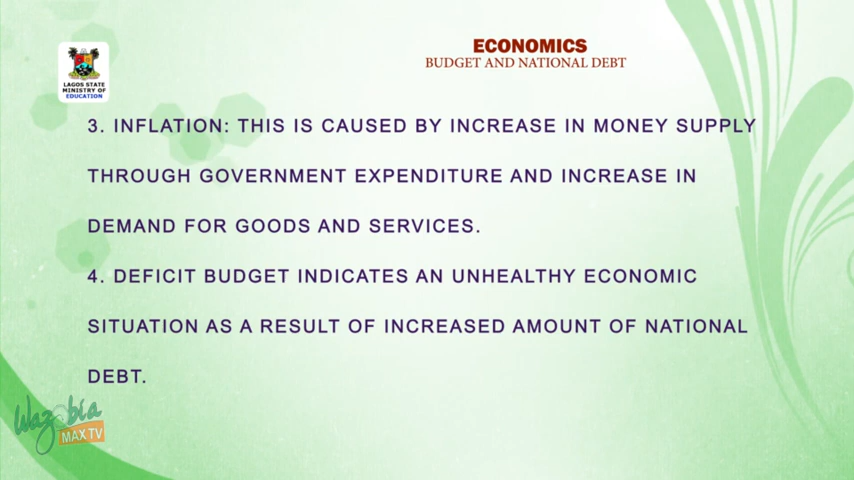 ECONOMICS
BUDGET AND NATIONAL DEBT
LAGOS STATE
MINISTRY OF
EDUCATION
3. INFLATION: THIS IS CAUSED BY INCREASE IN MONEY SUPPLY
THROUGH GOVERNMENT EXPENDITURE AND INCREASE IN
DEMAND FOR GOODS AND SERVICES.
4. DEFICIT BUDGET INDICATES AN UNHEALTHY ECONOMIC
SITUATION AS A RESULT OF INCREASED AMOUNT OF NATIONAL
DEBT.
Wazobia
MAX TV